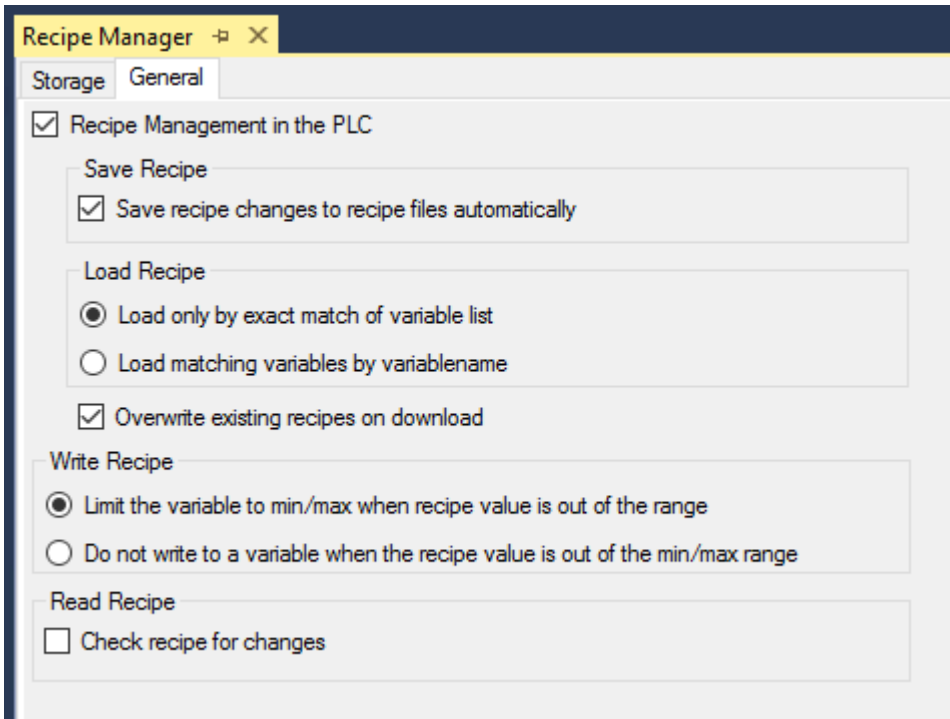 Recipe Manager
Storage General
Recipe Management in the PLC
Save Recipe
Save recipe changes to recipe files automatically
Load Recipe
Load only by exact match of variable list
Load matching variables by variablename
Overwrite existing recipes on download
Write Recipe
Limit the variable to min/max when recipe value is out of the range
Do not write to a variable when the recipe value is out of the min/max range
Read Recipe
Check recipe for changes